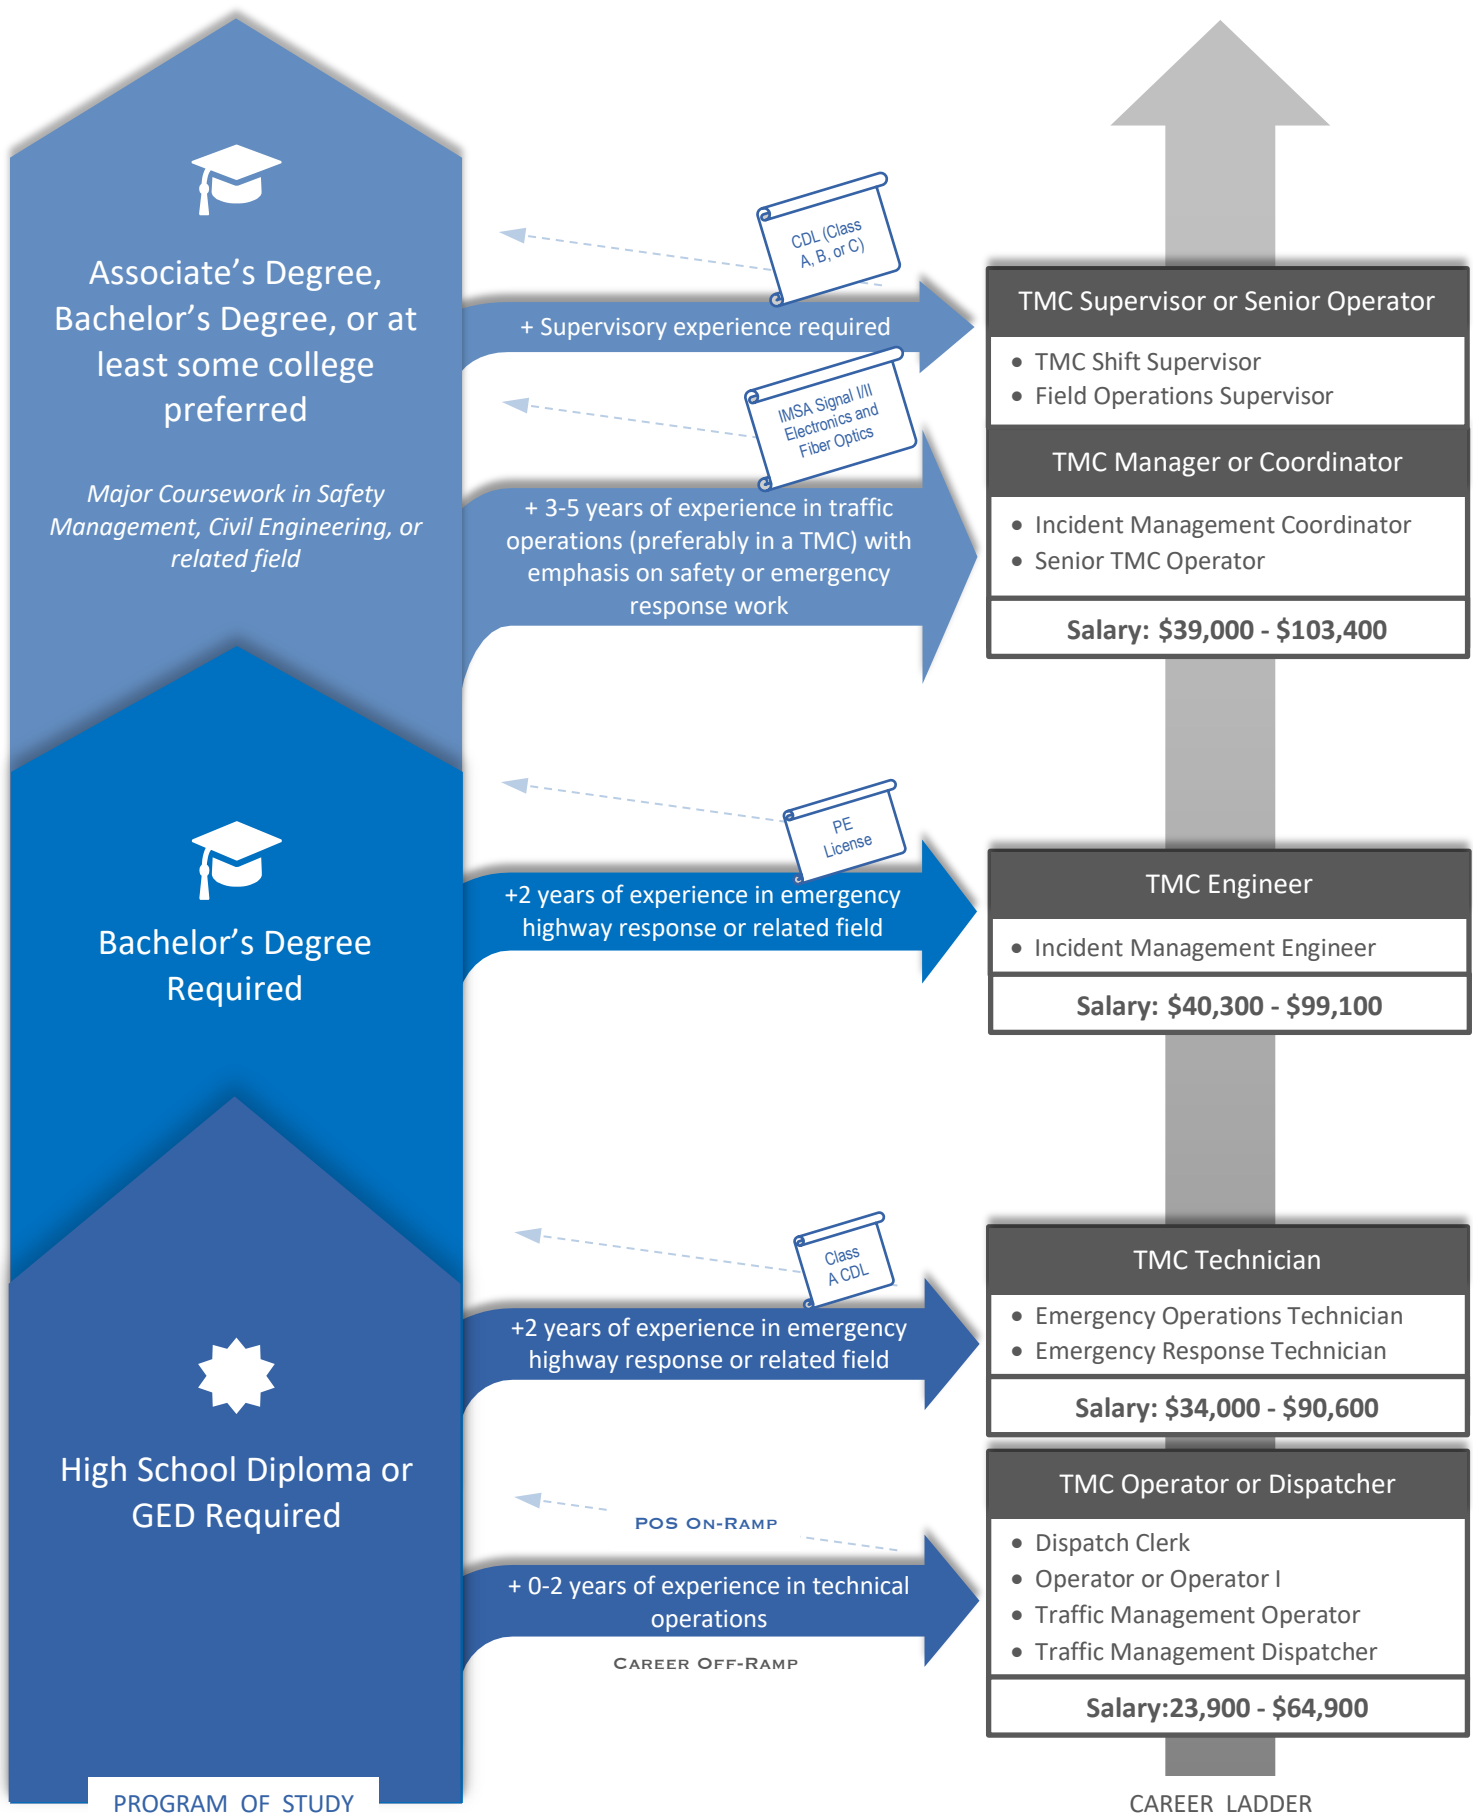 Associate's Degree,
Bachelor's Degree, or at
least some college
preferred
Major Coursework in Safety
Management, Civil Engineering, or
related field
CDL (Class
A, B, or C)
+ Supervisory experience required
IMSA Signal I/II
Electronics and
Fiber Optics
+ 3-5 years of experience in traffic
operations (preferably in a TMC) with
emphasis on safety or emergency
response work
TMC Supervisor or Senior Operator
• TMC Shift Supervisor
• Field Operations Supervisor
TMC Manager or Coordinator
• Incident Management Coordinator
• Senior TMC Operator
Salary: $39,000 - $103,400
Bachelor's Degree
Required
PE
License
+2 years of experience in emergency
highway response or related field
TMC Engineer
• Incident Management Engineer
Salary: $40,300 - $99,100
High School Diploma or
GED Required
Class
A CDL
+2 years of experience in emergency
highway response or related field
TMC Technician
• Emergency Operations Technician
• Emergency Response Technician
Salary: $34,000 - $90,600
POS On-Ramp
+ 0-2 years of experience in technical
operations
Career Off-Ramp
TMC Operator or Dispatcher
• Dispatch Clerk
• Operator or Operator I
• Traffic Management Operator
• Traffic Management Dispatcher
Salary:23,900 - $64,900
PROGRAM OF STUDY
CAREER LADDER